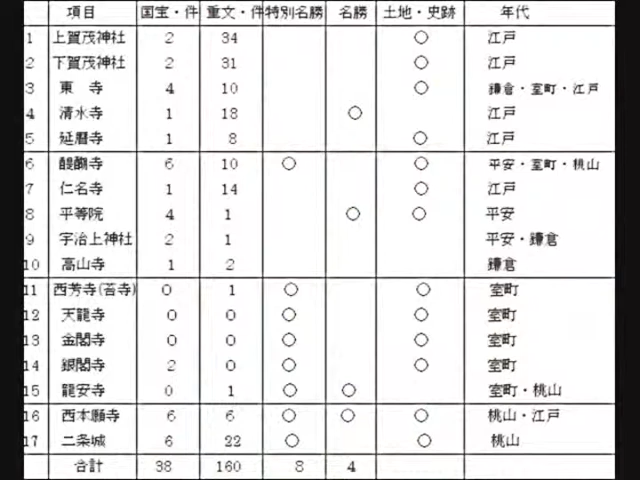 項目 国宝・件 重文・件 特別名勝 名勝 土地・史跡 年代
1 上賀茂神社 2 34 ○ 江戸
2 下賀茂神社 2 31 ○ 江戸
3 東 寺 4 10 ○ 鎌倉・室町・江戸
4 清水寺 1 18 ○ 江戸
5 延暦寺 1 8 ○ 江戸
6 醍醐寺 6 10 ○ ○ 平安・室町・桃山
7 仁名寺 1 14 ○ 江戸
8 平等院 4 1 ○ ○ 平安
9 宇治上神社 2 1 平安・鎌倉
10 高山寺 1 2 鎌倉
11 西芳寺(苔寺) 0 1 ○ ○ 室町
12 天龍寺 0 0 ○ ○ 室町
13 金閣寺 0 0 ○ ○ 室町
14 銀閣寺 2 0 ○ ○ 室町
15 龍安寺 0 1 ○ ○ 室町・桃山
16 西本願寺 6 6 ○ ○ ○ 桃山・江戸
17 二条城 6 22 ○ ○ 桃山
合計 38 160 8 4